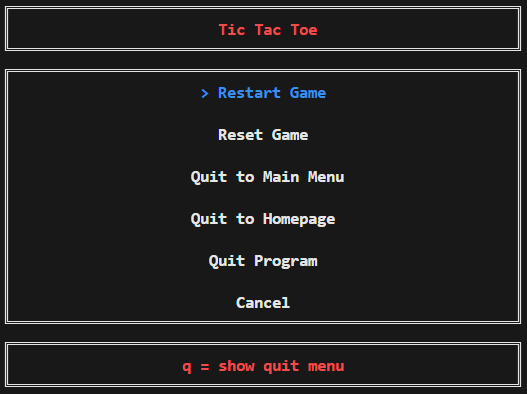 Tic Tac Toe
> Restart Game
Reset Game
Quit to Main Menu
Quit to Homepage
Quit Program
Cancel
q = show quit menu